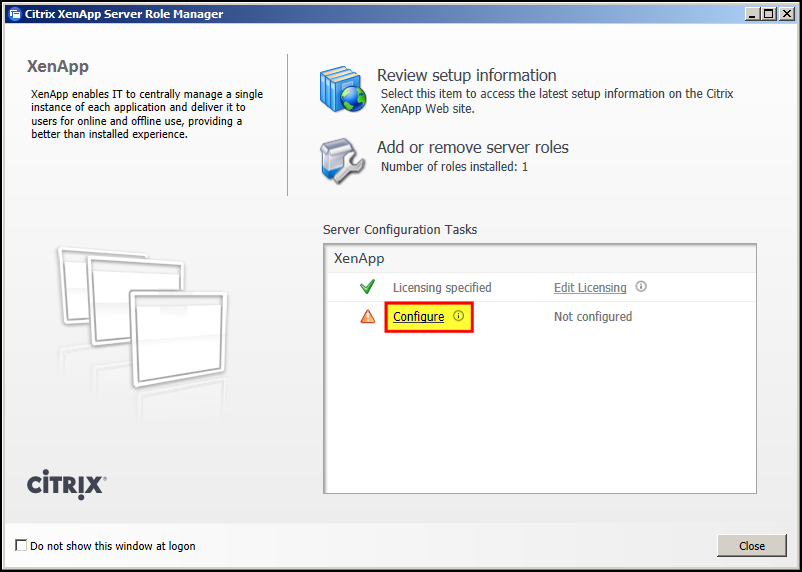 Citrix XenApp Server Role Manager
XenApp
XenApp enables IT to centrally manage a single
instance of each application and deliver it to
users for online and offline use, providing a
better than installed experience.
Review setup information
Select this item to access the latest setup information on the Citrix
XenApp Web site.
Add or remove server roles
Number of roles installed: 1
Server Configuration Tasks
XenApp
Licensing specified Edit Licensing
Configure Not configured
CITRIX
Do not show this window at logon
Close